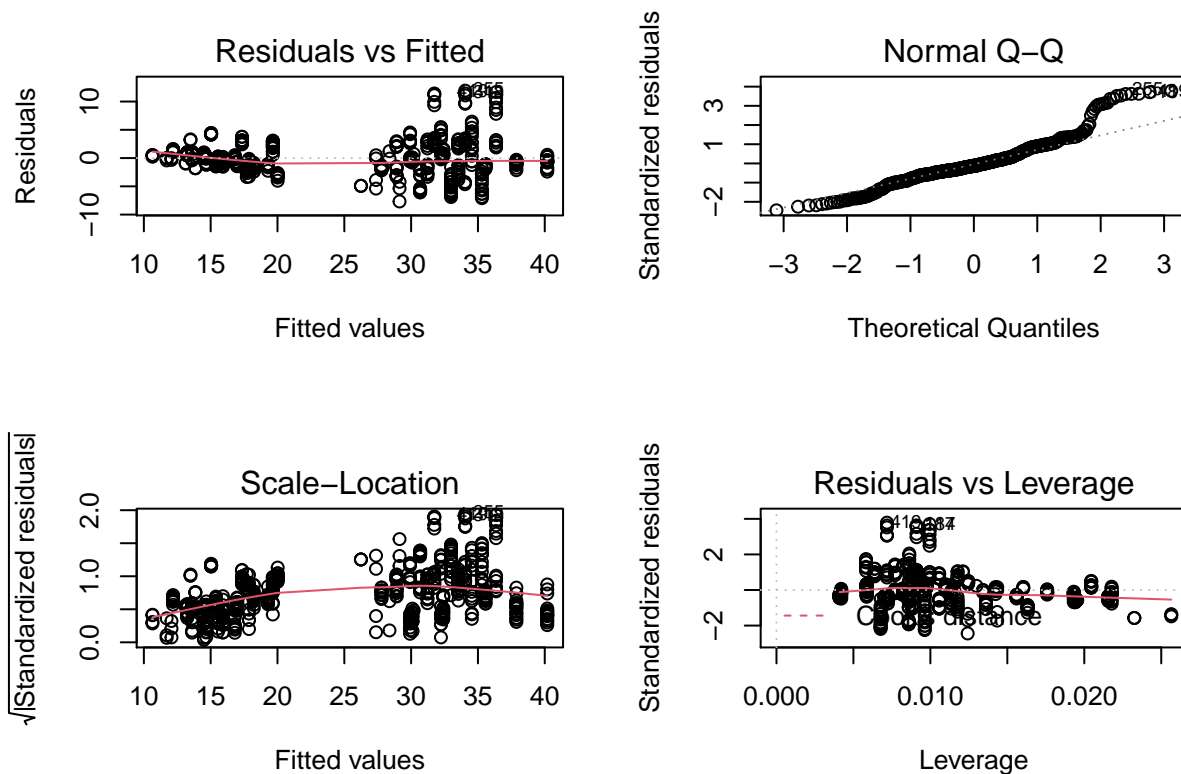 Residuals vs Fitted
Residuals
−10 0 10
10 15 20 25 30 35 40
Fitted values
Normal Q−Q
Standardized residuals
−2 1 3
−3 −2 −1 0 1 2 3
Theoretical Quantiles
Scale−Location
√|Standardized residuals|
0.0 1.0 2.0
10 15 20 25 30 35 40
Fitted values
Residuals vs Leverage
Standardized residuals
−2 2
0.000 0.010 0.020
Leverage
distance